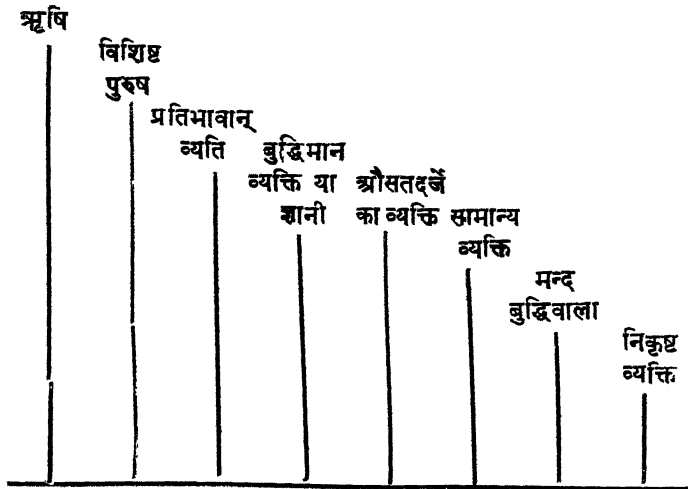 ऋषि
विशिष्ट
पुरुष
प्रतिभावान्
व्यति
बुद्धिमान
व्यक्ति या
ज्ञानी
औसतदर्जे
का व्यक्ति
सामान्य
व्यक्ति
मन्द
बुद्धिवाला
निकृष्ट
व्यक्ति